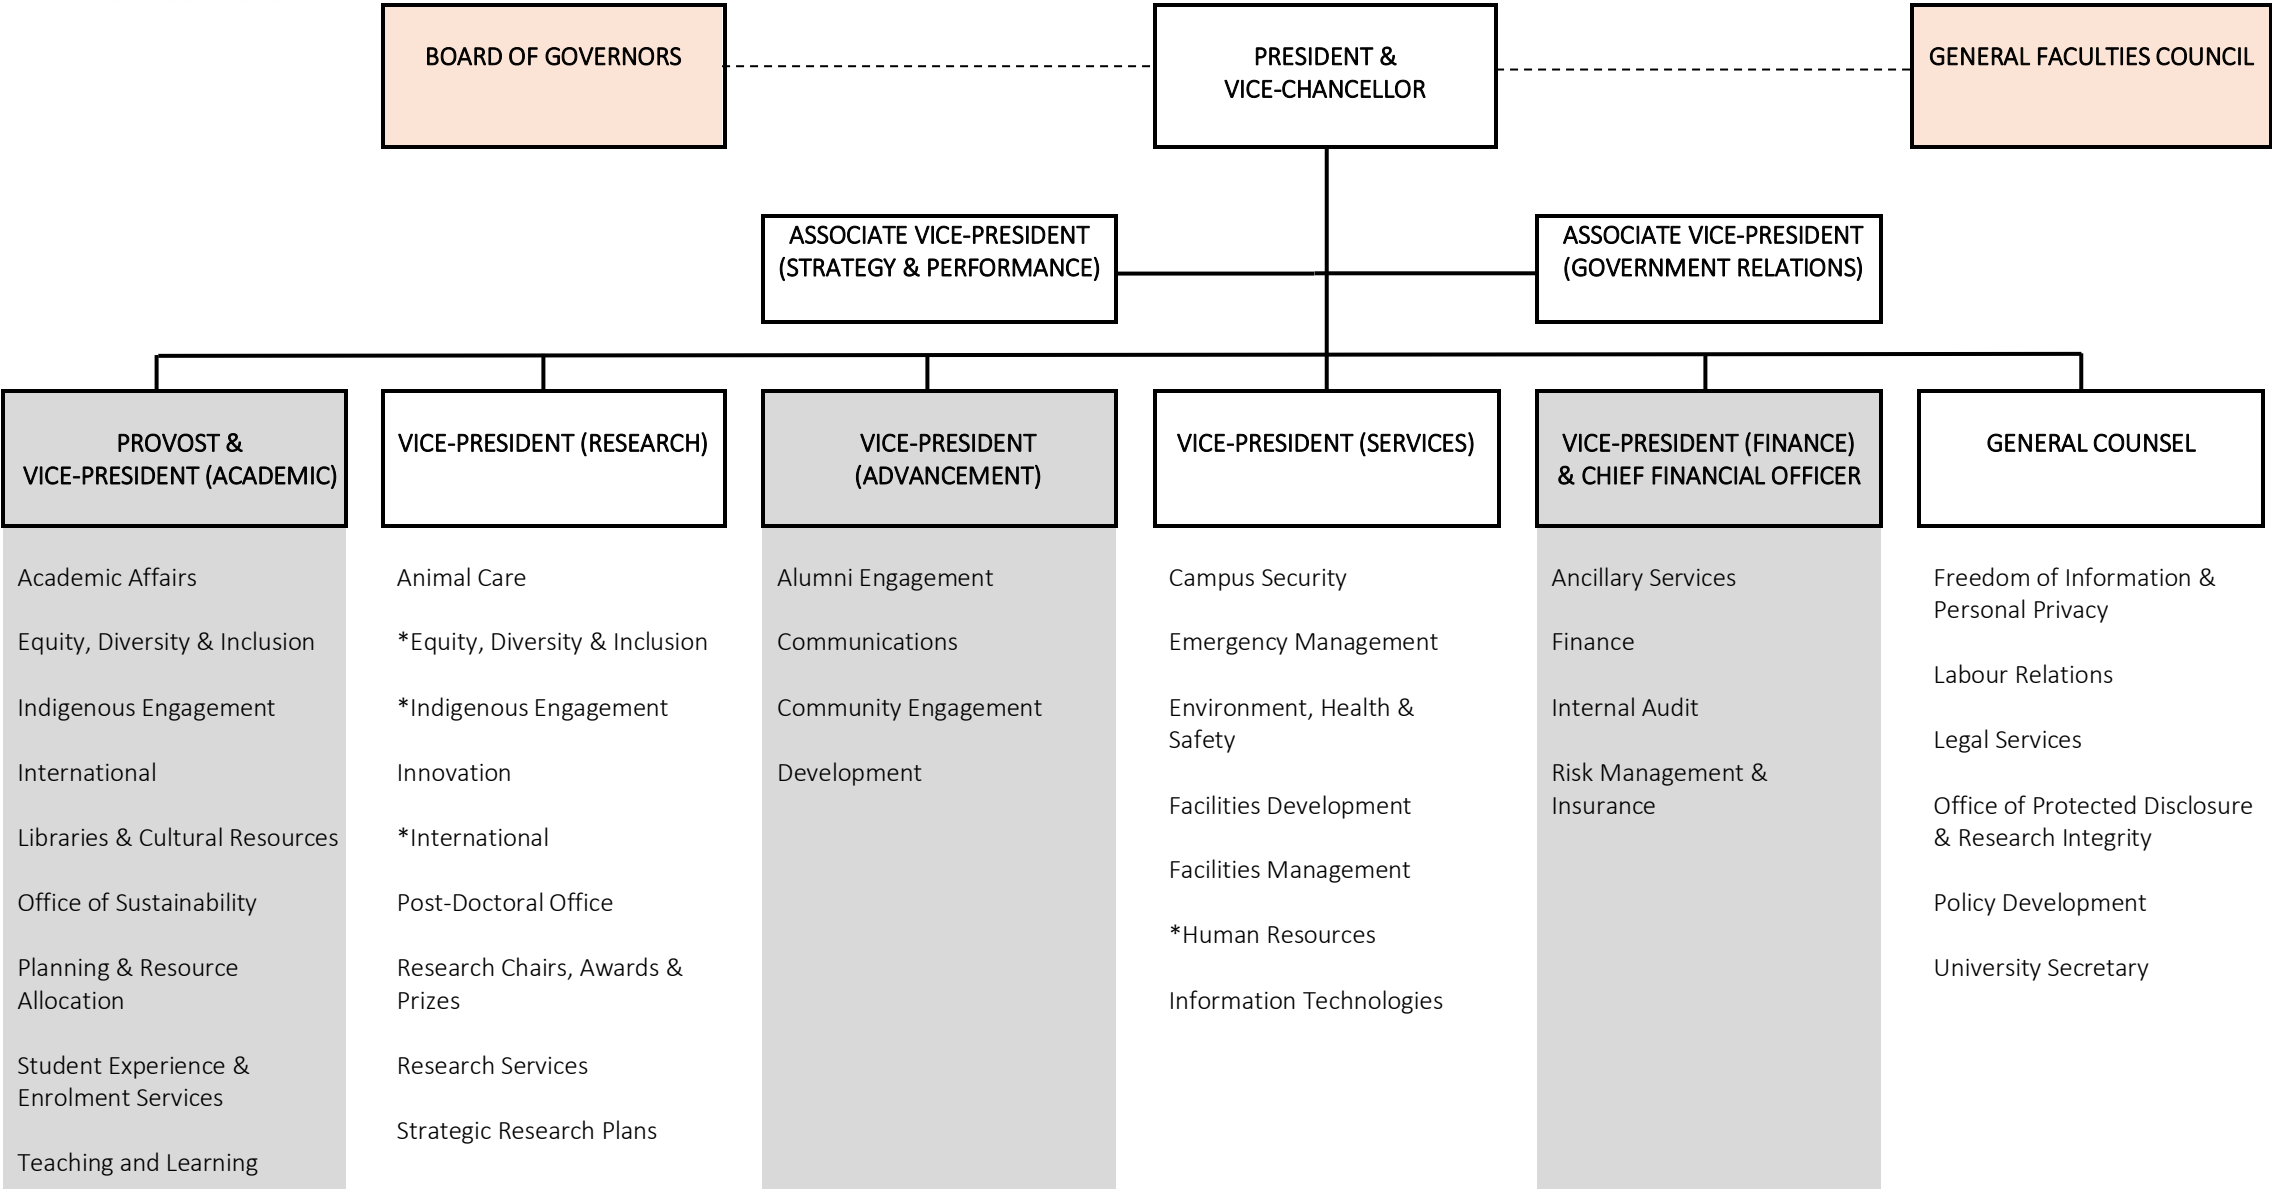 BOARD OF GOVERNORS
PRESIDENT &
VICE-CHANCELLOR
GENERAL FACULTIES COUNCIL
ASSOCIATE VICE-PRESIDENT
(STRATEGY & PERFORMANCE)
ASSOCIATE VICE-PRESIDENT
(GOVERNMENT RELATIONS)
PROVOST &
VICE-PRESIDENT (ACADEMIC)
Academic Affairs
Equity, Diversity & Inclusion
Indigenous Engagement
International
Libraries & Cultural Resources
Office of Sustainability
Planning & Resource
Allocation
Student Experience &
Enrolment Services
Teaching and Learning
VICE-PRESIDENT (RESEARCH)
Animal Care
*Equity, Diversity & Inclusion
*Indigenous Engagement
Innovation
*International
Post-Doctoral Office
Research Chairs, Awards &
Prizes
Research Services
Strategic Research Plans
VICE-PRESIDENT
(ADVANCEMENT)
Alumni Engagement
Communications
Community Engagement
Development
VICE-PRESIDENT (SERVICES)
Campus Security
Emergency Management
Environment, Health &
Safety
Facilities Development
Facilities Management
*Human Resources
Information Technologies
VICE-PRESIDENT (FINANCE)
& CHIEF FINANCIAL OFFICER
Ancillary Services
Finance
Internal Audit
Risk Management &
Insurance
GENERAL COUNSEL
Freedom of Information &
Personal Privacy
Labour Relations
Legal Services
Office of Protected Disclosure
& Research Integrity
Policy Development
University Secretary